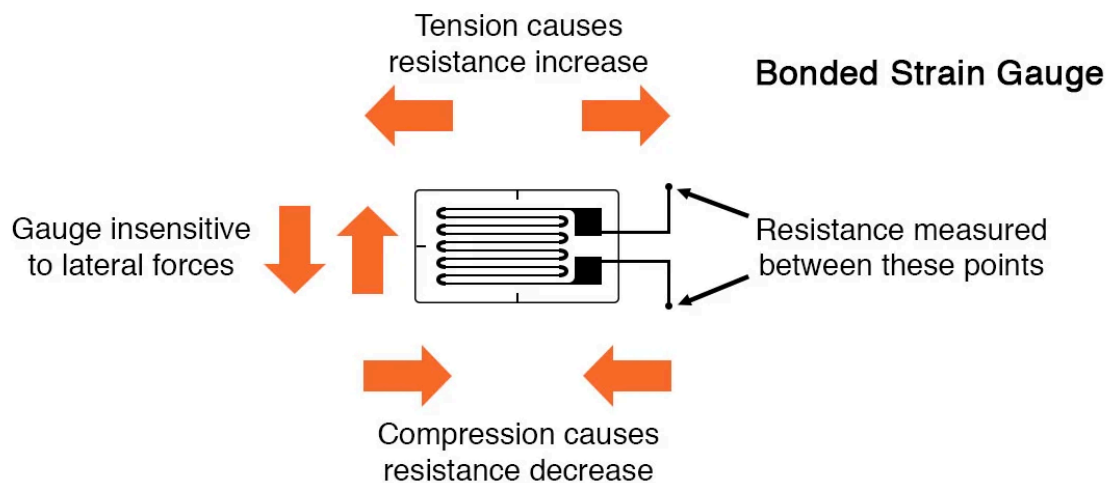 Tension causes
resistance increase
Bonded Strain Gauge
Gauge insensitive
to lateral forces
Resistance measured
between these points
Compression causes
resistance decrease